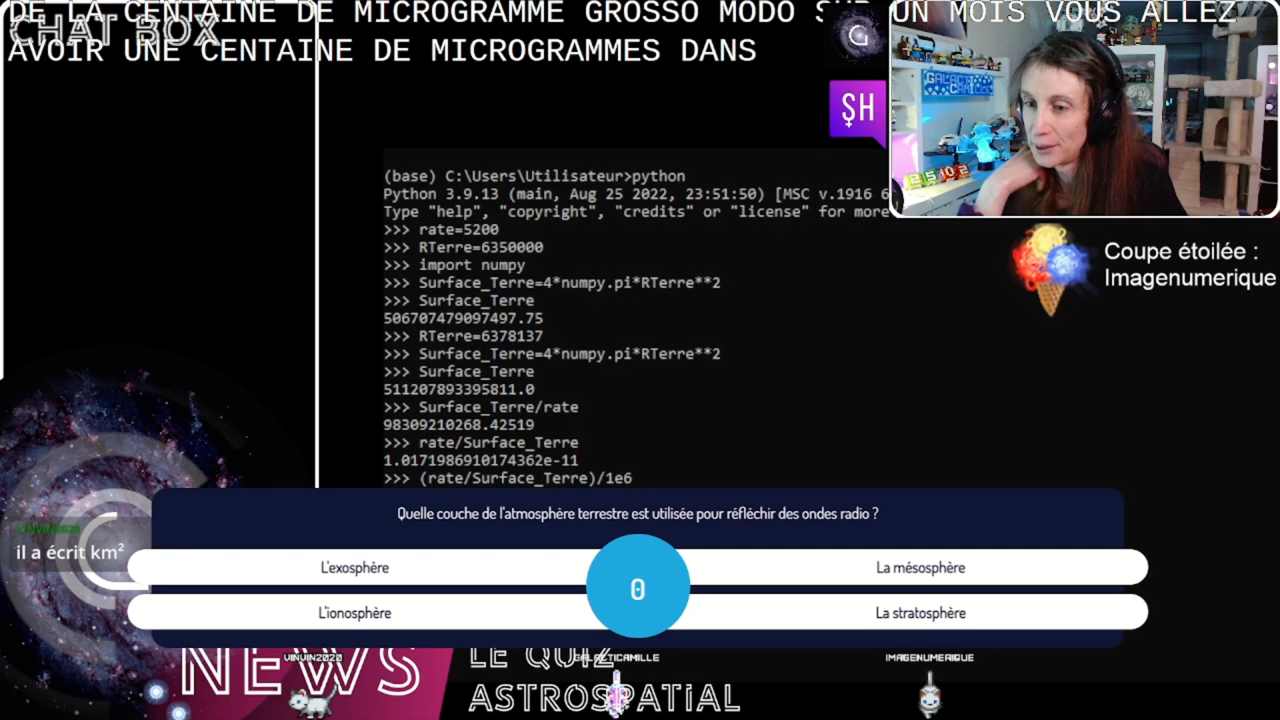 DE LA CENTAINE DE MICROGRAMME GROSSO MODO SUR UN MOIS VOUS ALLEZ
AVOIR UNE CENTAINE DE MICROGRAMMES DANS
CHAT BOX
GALACTICAMILLE
25102
SH
(base) C:\Users\Utilisateur>python
Python 3.9.13 (main, Aug 25 2022, 23:51:50) [MSC v.1916 6
Type "help", "copyright", "credits" or "license" for more
>>> rate=5200
>>> RTerre=6350000
>>> import numpy
>>> Surface_Terre=4*numpy.pi*RTerre**2
>>> Surface_Terre
506707479097497.75
>>> RTerre=6378137
>>> Surface_Terre=4*numpy.pi*RTerre**2
>>> Surface_Terre
511207893395811.0
>>> Surface_Terre/rate
98309210268.42519
>>> rate/Surface_Terre
1.0171986910174362e-11
>>> (rate/Surface_Terre)/1e6
Coupe étoilée :
Imagenumerique
Quelle couche de l'atmosphère terrestre est utilisée pour réfléchir des ondes radio ?
L'exosphère
La mésosphère
L'ionosphère
La stratosphère
0
VINVIN2020
il a écrit km²
NEWS
LE QUIZ
ASTROSPATIAL
VINVIN2020
GALACTICAMILLE
IMAGENUMERIQUE